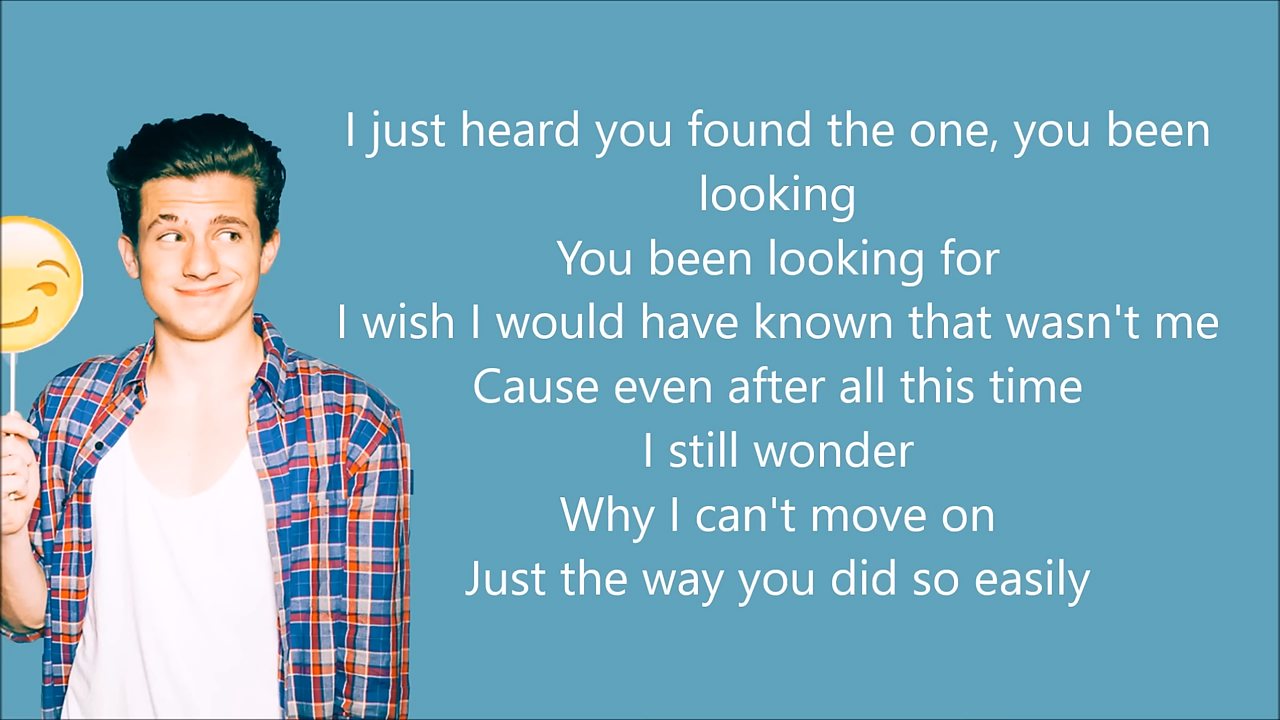 I just heard you found the one, you been
looking
You been looking for
I wish I would have known that wasn't me
Cause even after all this time
I still wonder
Why I can't move on
Just the way you did so easily